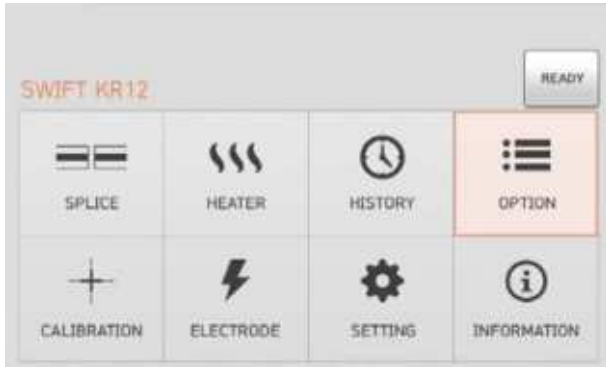 READY
SWIFT KR12
SPLICE HEATER HISTORY OPTION
CALIBRATION ELECTRODE SETTING INFORMATION